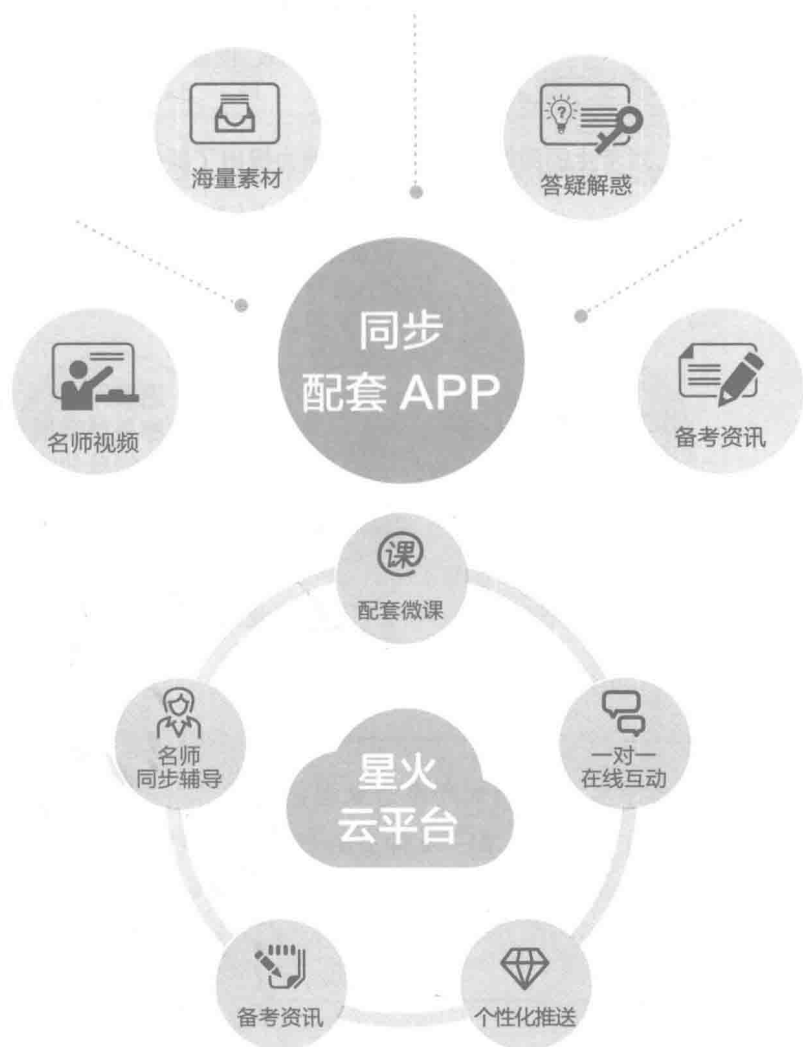 海量素材
答疑解惑
同步
配套 APP
名师视频
备考资讯
课
配套微课
名师
同步辅导
一对一
在线互动
星火
云平台
备考资讯
个性化推送